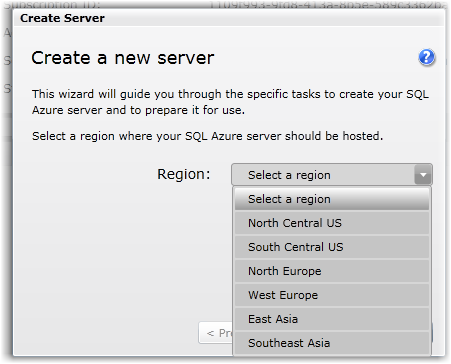 Subscription ID:
Create Server
Create a new server
?
This wizard will guide you through the specific tasks to create your SQL
Azure server and to prepare it for use.
Select a region where your SQL Azure server should be hosted.
Region:
Select a region
Select a region
North Central US
South Central US
North Europe
West Europe
East Asia
Southeast Asia